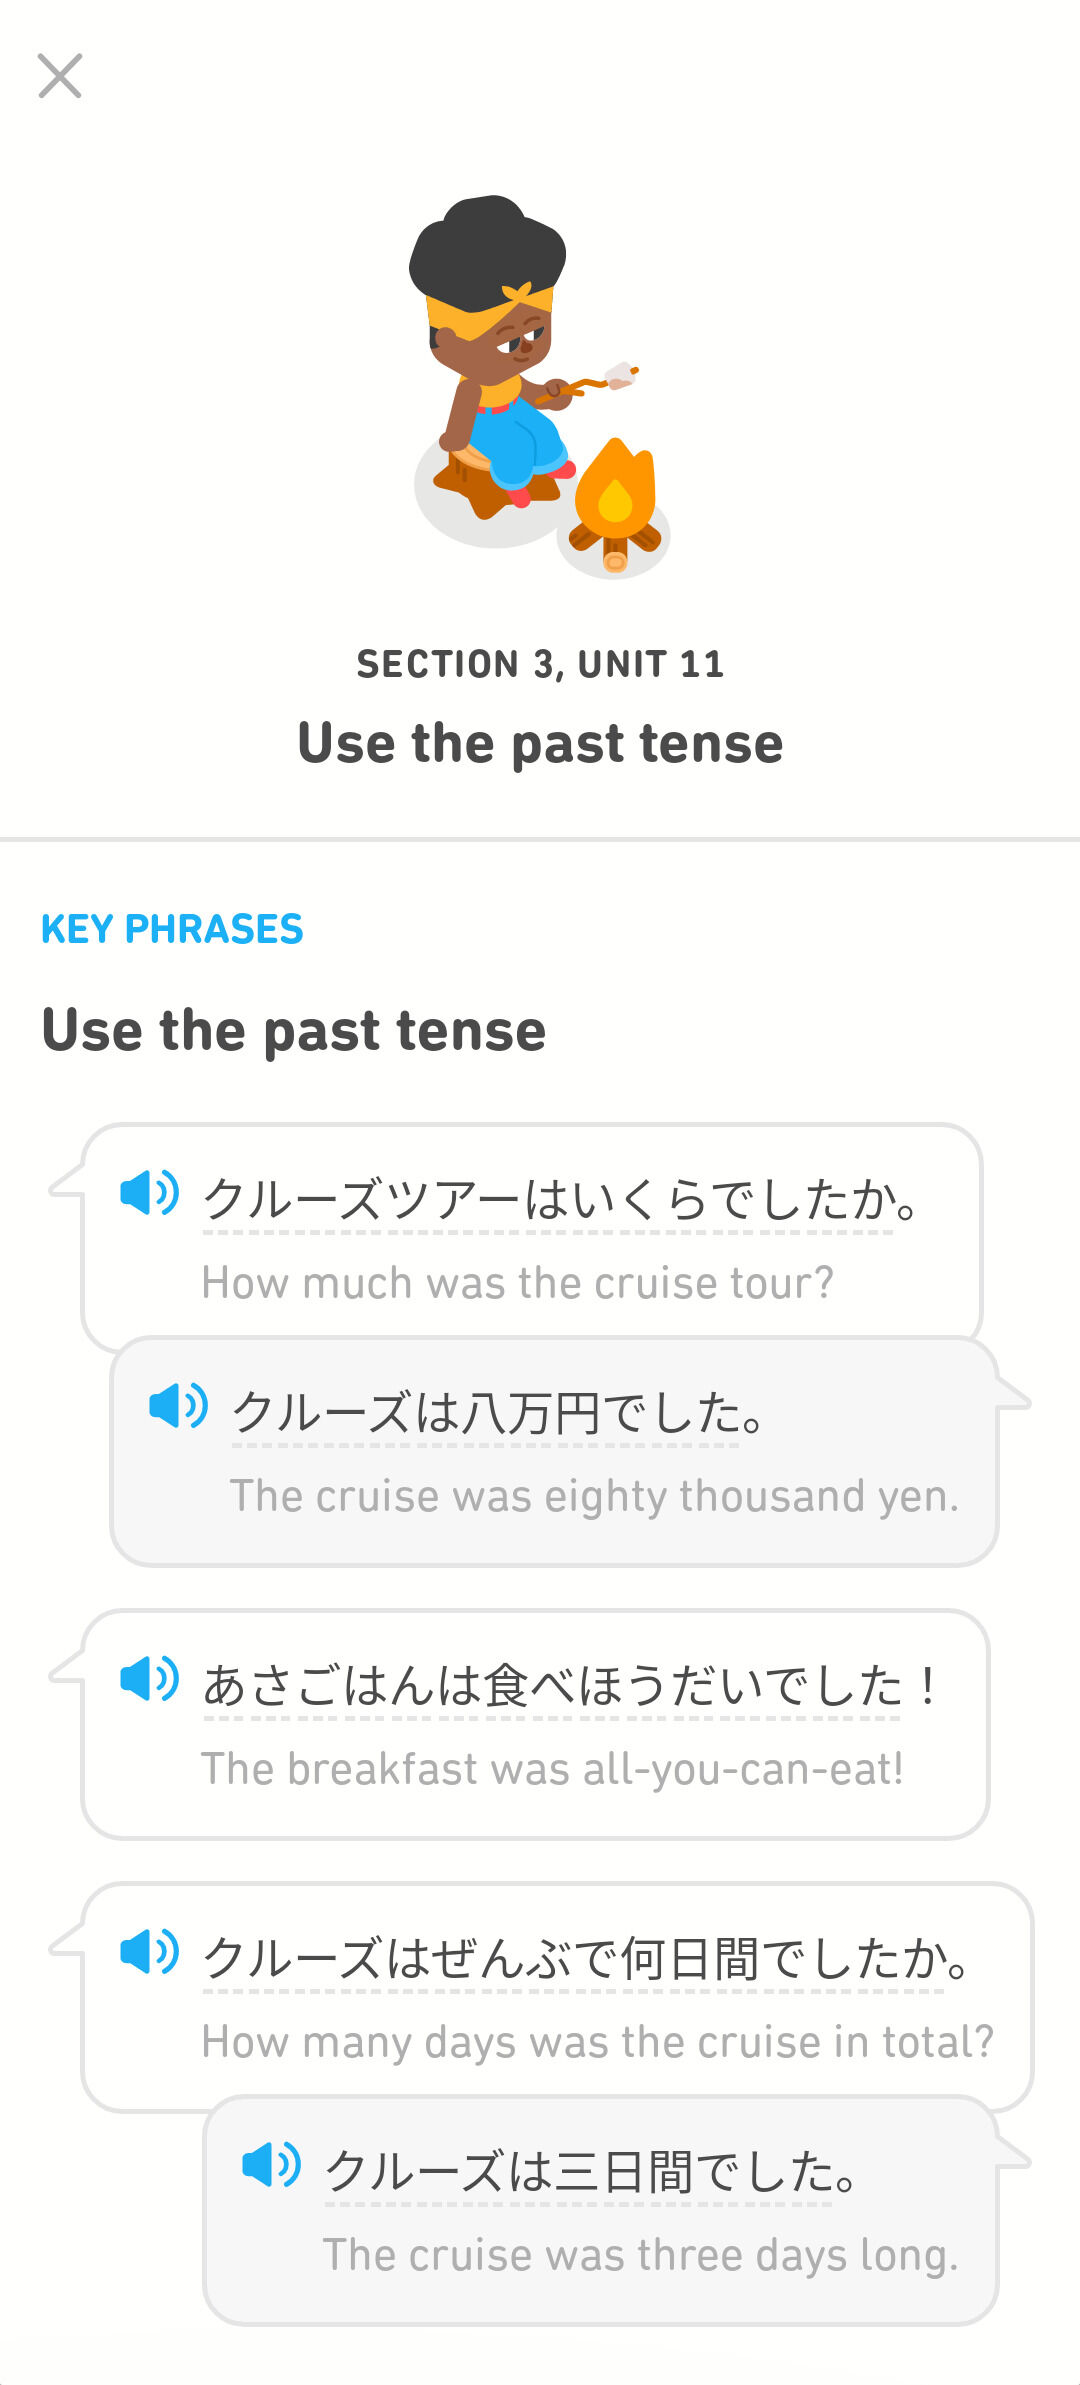 SECTION 3, UNIT 11
Use the past tense
KEY PHRASES
Use the past tense
クルーズツアーはいくらでしたか。
How much was the cruise tour?
クルーズは八万円でした。
The cruise was eighty thousand yen.
あさごはんは食べほうだいでした！
The breakfast was all-you-can-eat!
クルーズはぜんぶで何日間でしたか。
How many days was the cruise in total?
クルーズは三日間でした。
The cruise was three days long.